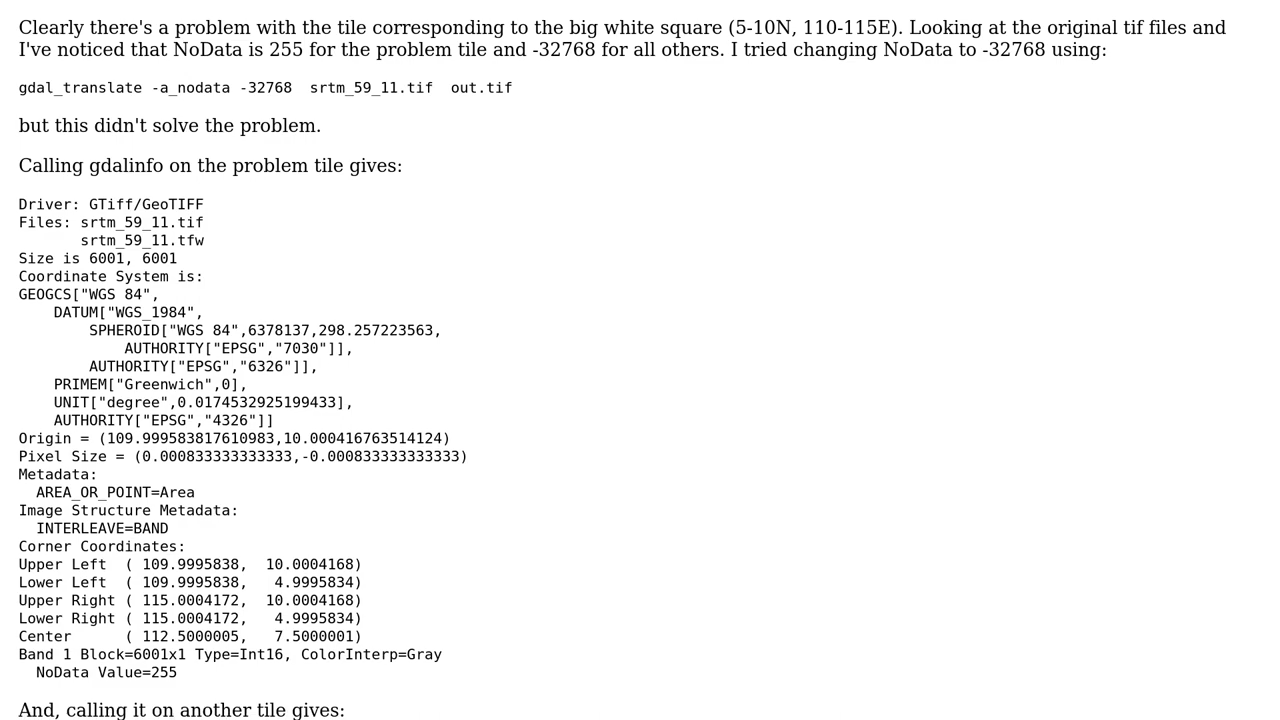 Clearly there's a problem with the tile corresponding to the big white square (5-10N, 110-115E). Looking at the original tif files and
I've noticed that NoData is 255 for the problem tile and -32768 for all others. I tried changing NoData to -32768 using:
gdal_translate -a_nodata -32768  srtm_59_11.tif  out.tif
but this didn't solve the problem.
Calling gdalinfo on the problem tile gives:
Driver: GTiff/GeoTIFF
Files: srtm_59_11.tif
       srtm_59_11.tfw
Size is 6001, 6001
Coordinate System is:
GEOGCS["WGS 84",
    DATUM["WGS_1984",
        SPHEROID["WGS 84",6378137,298.257223563,
            AUTHORITY["EPSG","7030"]],
        AUTHORITY["EPSG","6326"]],
    PRIMEM["Greenwich",0],
    UNIT["degree",0.0174532925199433],
    AUTHORITY["EPSG","4326"]]
Origin = (109.999583817610983,10.000416763514124)
Pixel Size = (0.000833333333333,-0.000833333333333)
Metadata:
  AREA_OR_POINT=Area
Image Structure Metadata:
  INTERLEAVE=BAND
Corner Coordinates:
Upper Left  ( 109.9995838,  10.0004168)
Lower Left  ( 109.9995838,   4.9995834)
Upper Right ( 115.0004172,  10.0004168)
Lower Right ( 115.0004172,   4.9995834)
Center      ( 112.5000005,   7.5000001)
Band 1 Block=6001x1 Type=Int16, ColorInterp=Gray
  NoData Value=255
And, calling it on another tile gives: